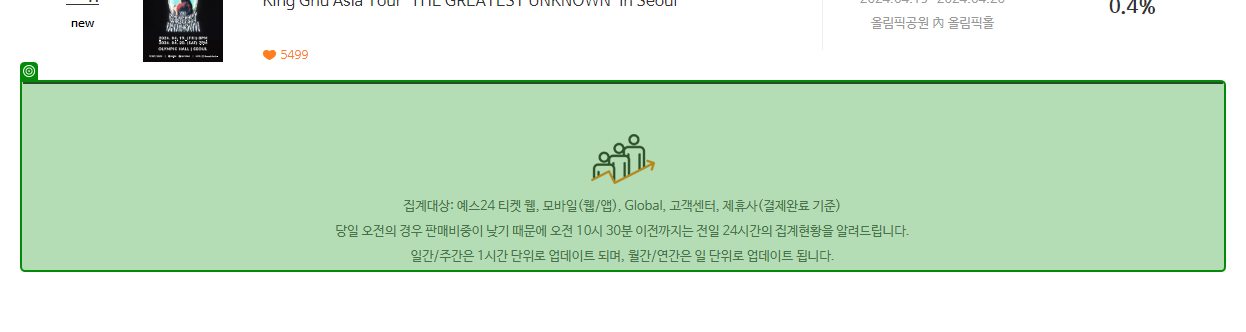 King Gnu Asia Tour 'THE GREATEST UNKNOWN' in Seoul
new
5499
올림픽공원 內 올림픽홀
0.4%
OLYMPIC HALL | SEOUL
집계대상: 예스24 티켓 웹, 모바일(웹/앱), Global, 고객센터, 제휴사(결제완료 기준)
당일 오전의 경우 판매비중이 낮기 때문에 오전 10시 30분 이전까지는 전일 24시간의 집계현황을 알려드립니다.
일간/주간은 1시간 단위로 업데이트 되며, 월간/연간은 일 단위로 업데이트 됩니다.